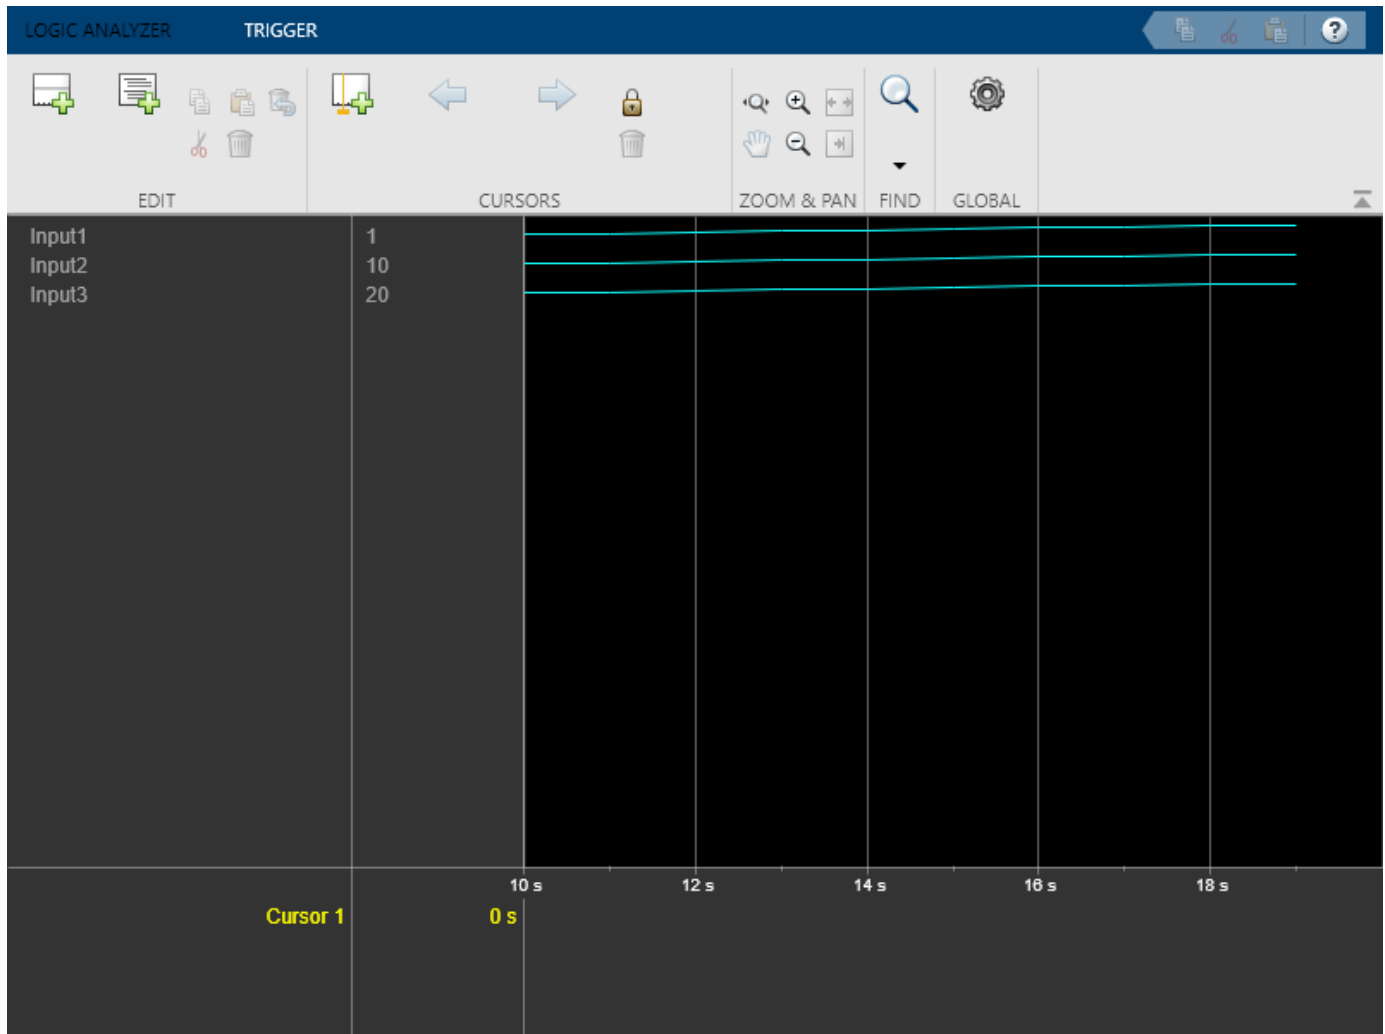 LOGIC ANALYZER TRIGGER
EDIT CURSORS ZOOM & PAN FIND GLOBAL
Input1 1
Input2 10
Input3 20
10 s 12 s 14 s 16 s 18 s
Cursor 1 0 s